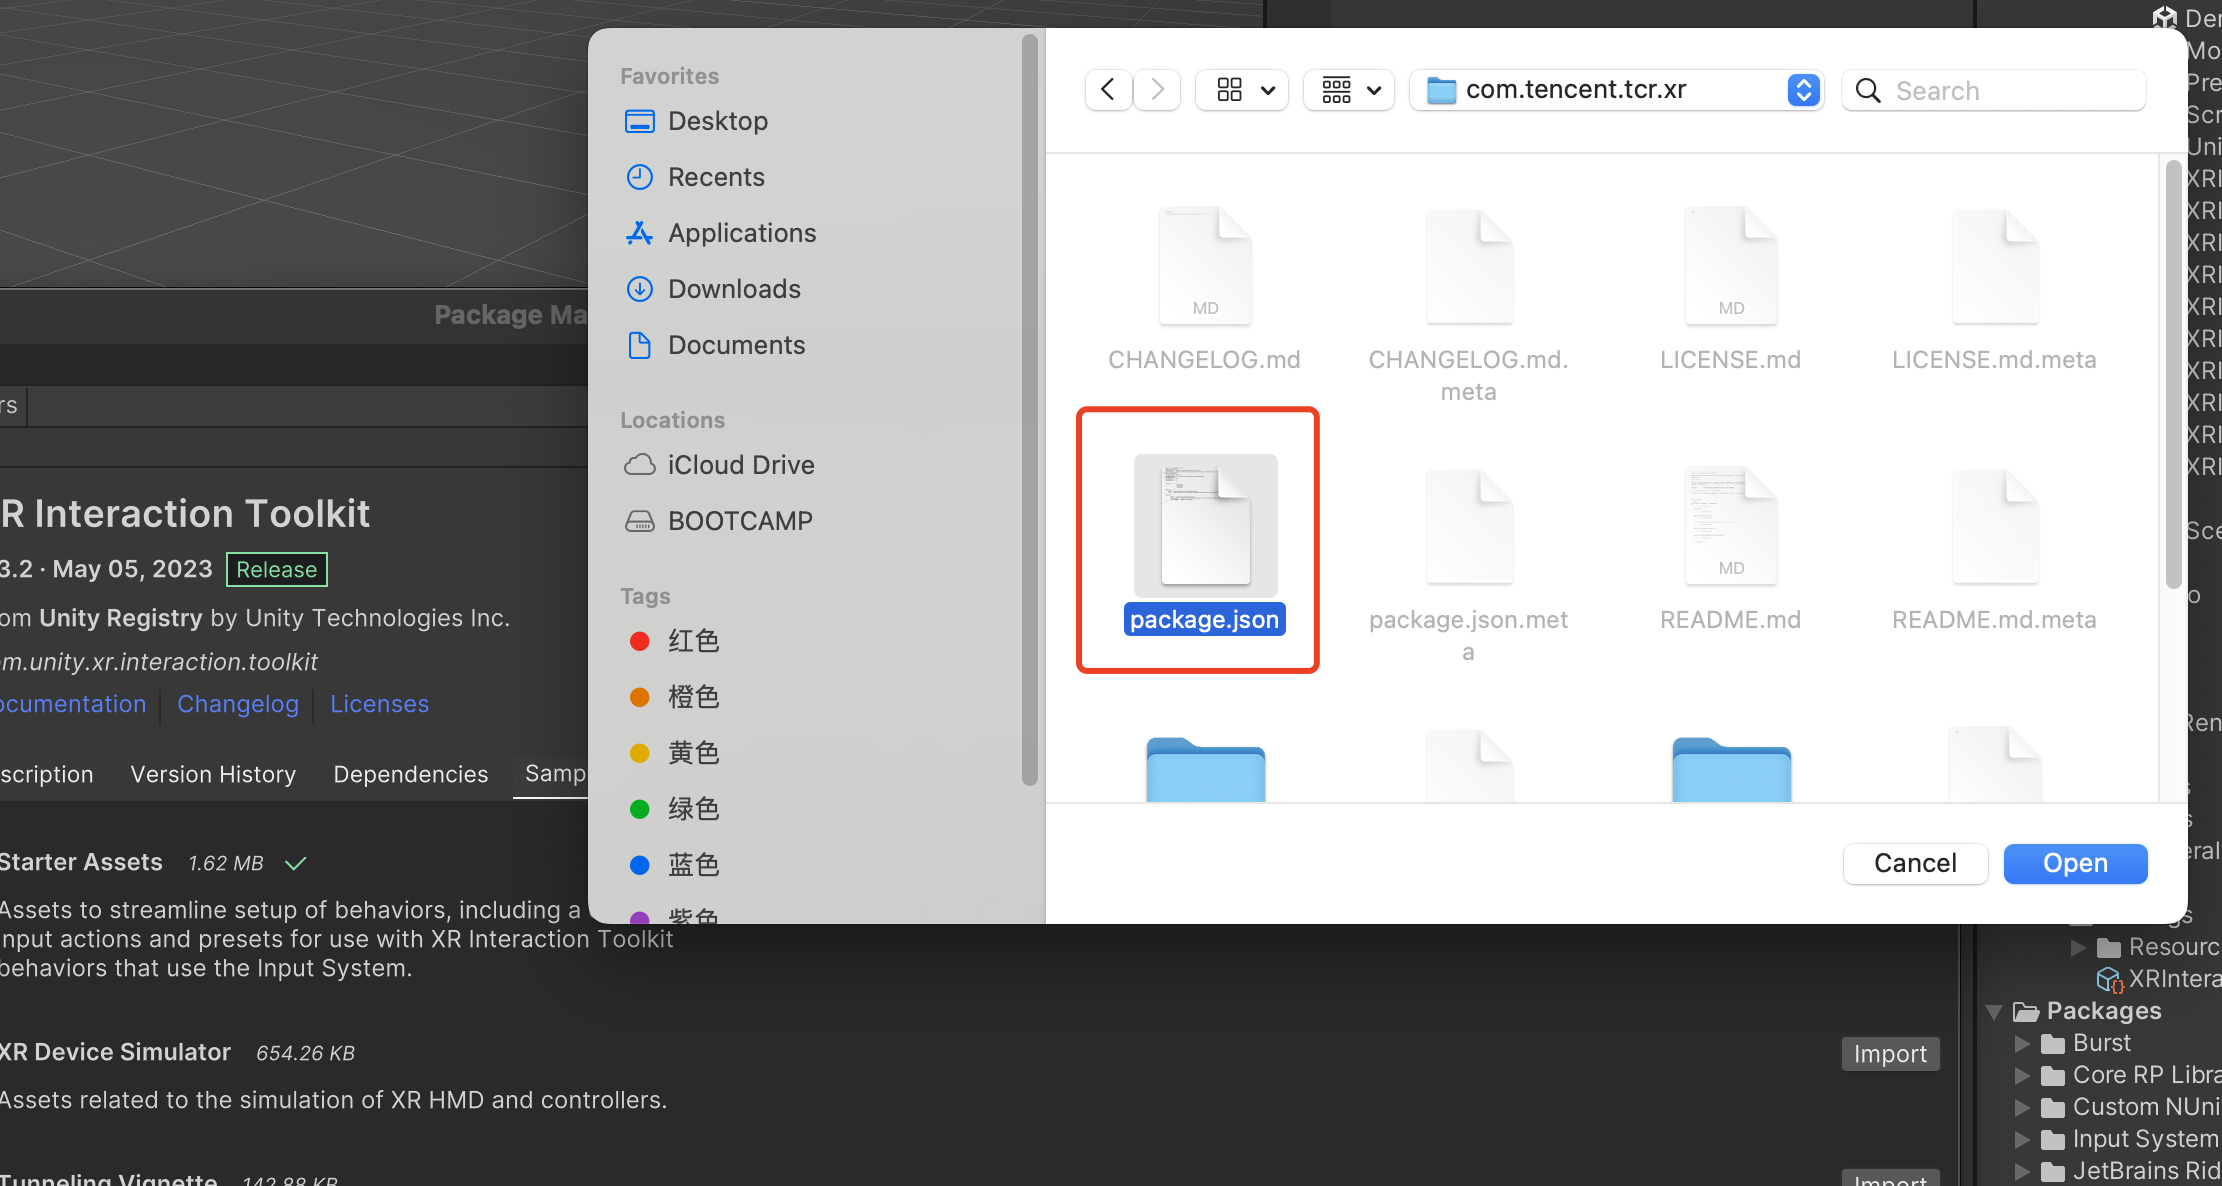 Package Ma
rs
R Interaction Toolkit
3.2 · May 05, 2023 Release
om Unity Registry by Unity Technologies Inc.
m.unity.xr.interaction.toolkit
ocumentation Changelog Licenses
scription Version History Dependencies Samp
Starter Assets 1.62 MB
Assets to streamline setup of behaviors, including a
nput actions and presets for use with XR Interaction Toolkit
behaviors that use the Input System.
XR Device Simulator 654.26 KB
Import
Assets related to the simulation of XR HMD and controllers.
Tunneling Vignette 142.88 KB
Import
Favorites
Desktop
Recents
Applications
Downloads
Documents
Locations
iCloud Drive
BOOTCAMP
Tags
红色
橙色
黄色
绿色
蓝色
紫色
com.tencent.tcr.xr
Search
CHANGELOG.md
CHANGELOG.md.
meta
LICENSE.md
LICENSE.md.meta
MD
MD
package.json
package.json.met
a
README.md
README.md.meta
MD
Cancel
Open
Der
Mo
Pre
Scr
Uni
XRI
XRI
XRI
XRI
XRI
XRI
XRI
XRI
XRI
XRI
Sce
o
Ren
s
s
eral
gs
Resourc
XRIntera
Packages
Burst
Core RP Libra
Custom NUni
Input System
JetBrains Rid